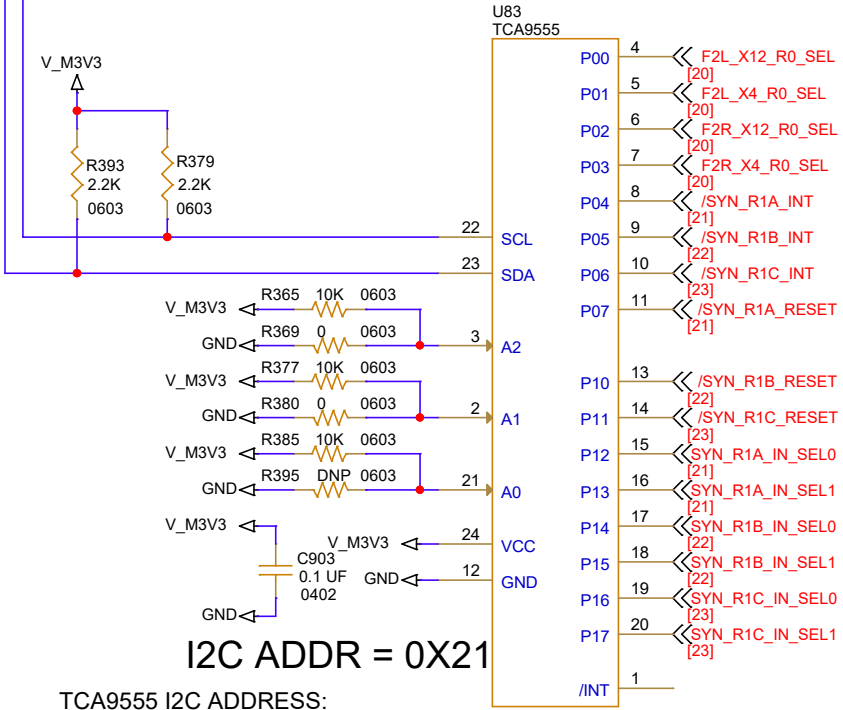 U83
TCA9555
V_M3V3
R393
2.2K
0603
R379
2.2K
0603
22 SCL
23 SDA
V_M3V3 R365 10K 0603
GND R369 0 0603
3 A2
V_M3V3 R377 10K 0603
GND R380 0 0603
2 A1
V_M3V3 R385 10K 0603
GND R395 DNP 0603
21 A0
V_M3V3
C903
0.1 UF
0402
GND
V_M3V3 24 VCC
GND 12 GND
P00 4 F2L_X12_R0_SEL
[20]
P01 5 F2L_X4_R0_SEL
[20]
P02 6 F2R_X12_R0_SEL
[20]
P03 7 F2R_X4_R0_SEL
[20]
P04 8 /SYN_R1A_INT
[21]
P05 9 /SYN_R1B_INT
[22]
P06 10 /SYN_R1C_INT
[23]
P07 11 /SYN_R1A_RESET
[21]
P10 13 /SYN_R1B_RESET
[22]
P11 14 /SYN_R1C_RESET
[23]
P12 15 SYN_R1A_IN_SEL0
[21]
P13 16 SYN_R1A_IN_SEL1
[21]
P14 17 SYN_R1B_IN_SEL0
[22]
P15 18 SYN_R1B_IN_SEL1
[22]
P16 19 SYN_R1C_IN_SEL0
[23]
P17 20 SYN_R1C_IN_SEL1
[23]
/INT 1
I2C ADDR = 0X21
TCA9555 I2C ADDRESS: